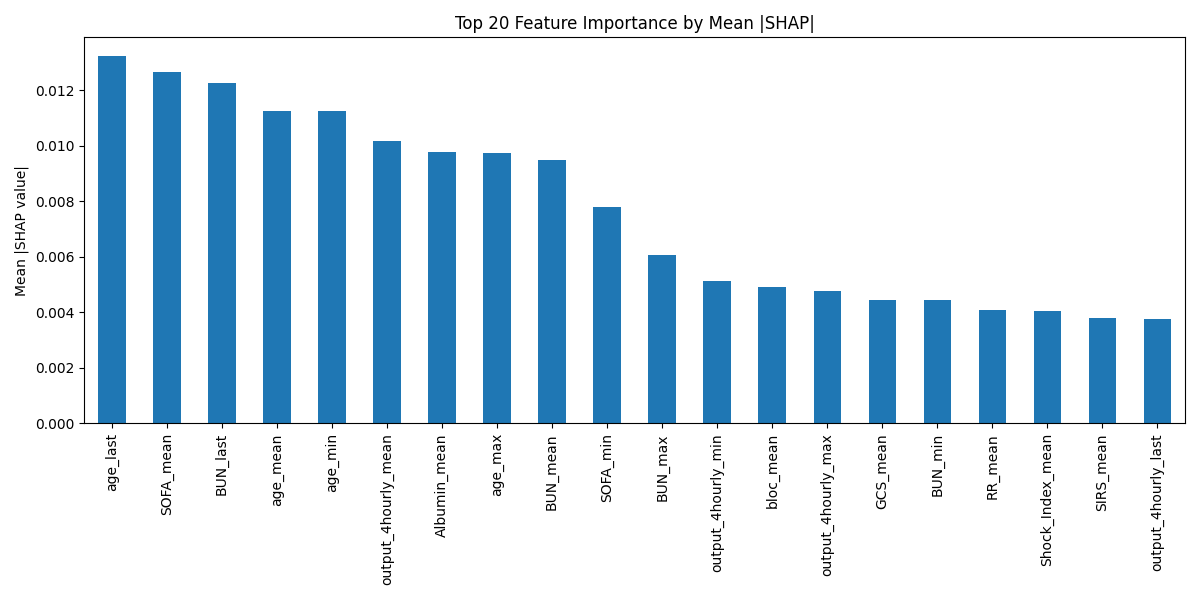 Top 20 Feature Importance by Mean |SHAP|
Mean |SHAP value|
0.012
0.010
0.008
0.006
0.004
0.002
0.000
age_last
SOFA_mean
BUN_last
age_mean
age_min
output_4hourly_mean
Albumin_mean
age_max
BUN_mean
SOFA_min
BUN_max
output_4hourly_min
bloc_mean
output_4hourly_max
GCS_mean
BUN_min
RR_mean
Shock_Index_mean
SIRS_mean
output_4hourly_last